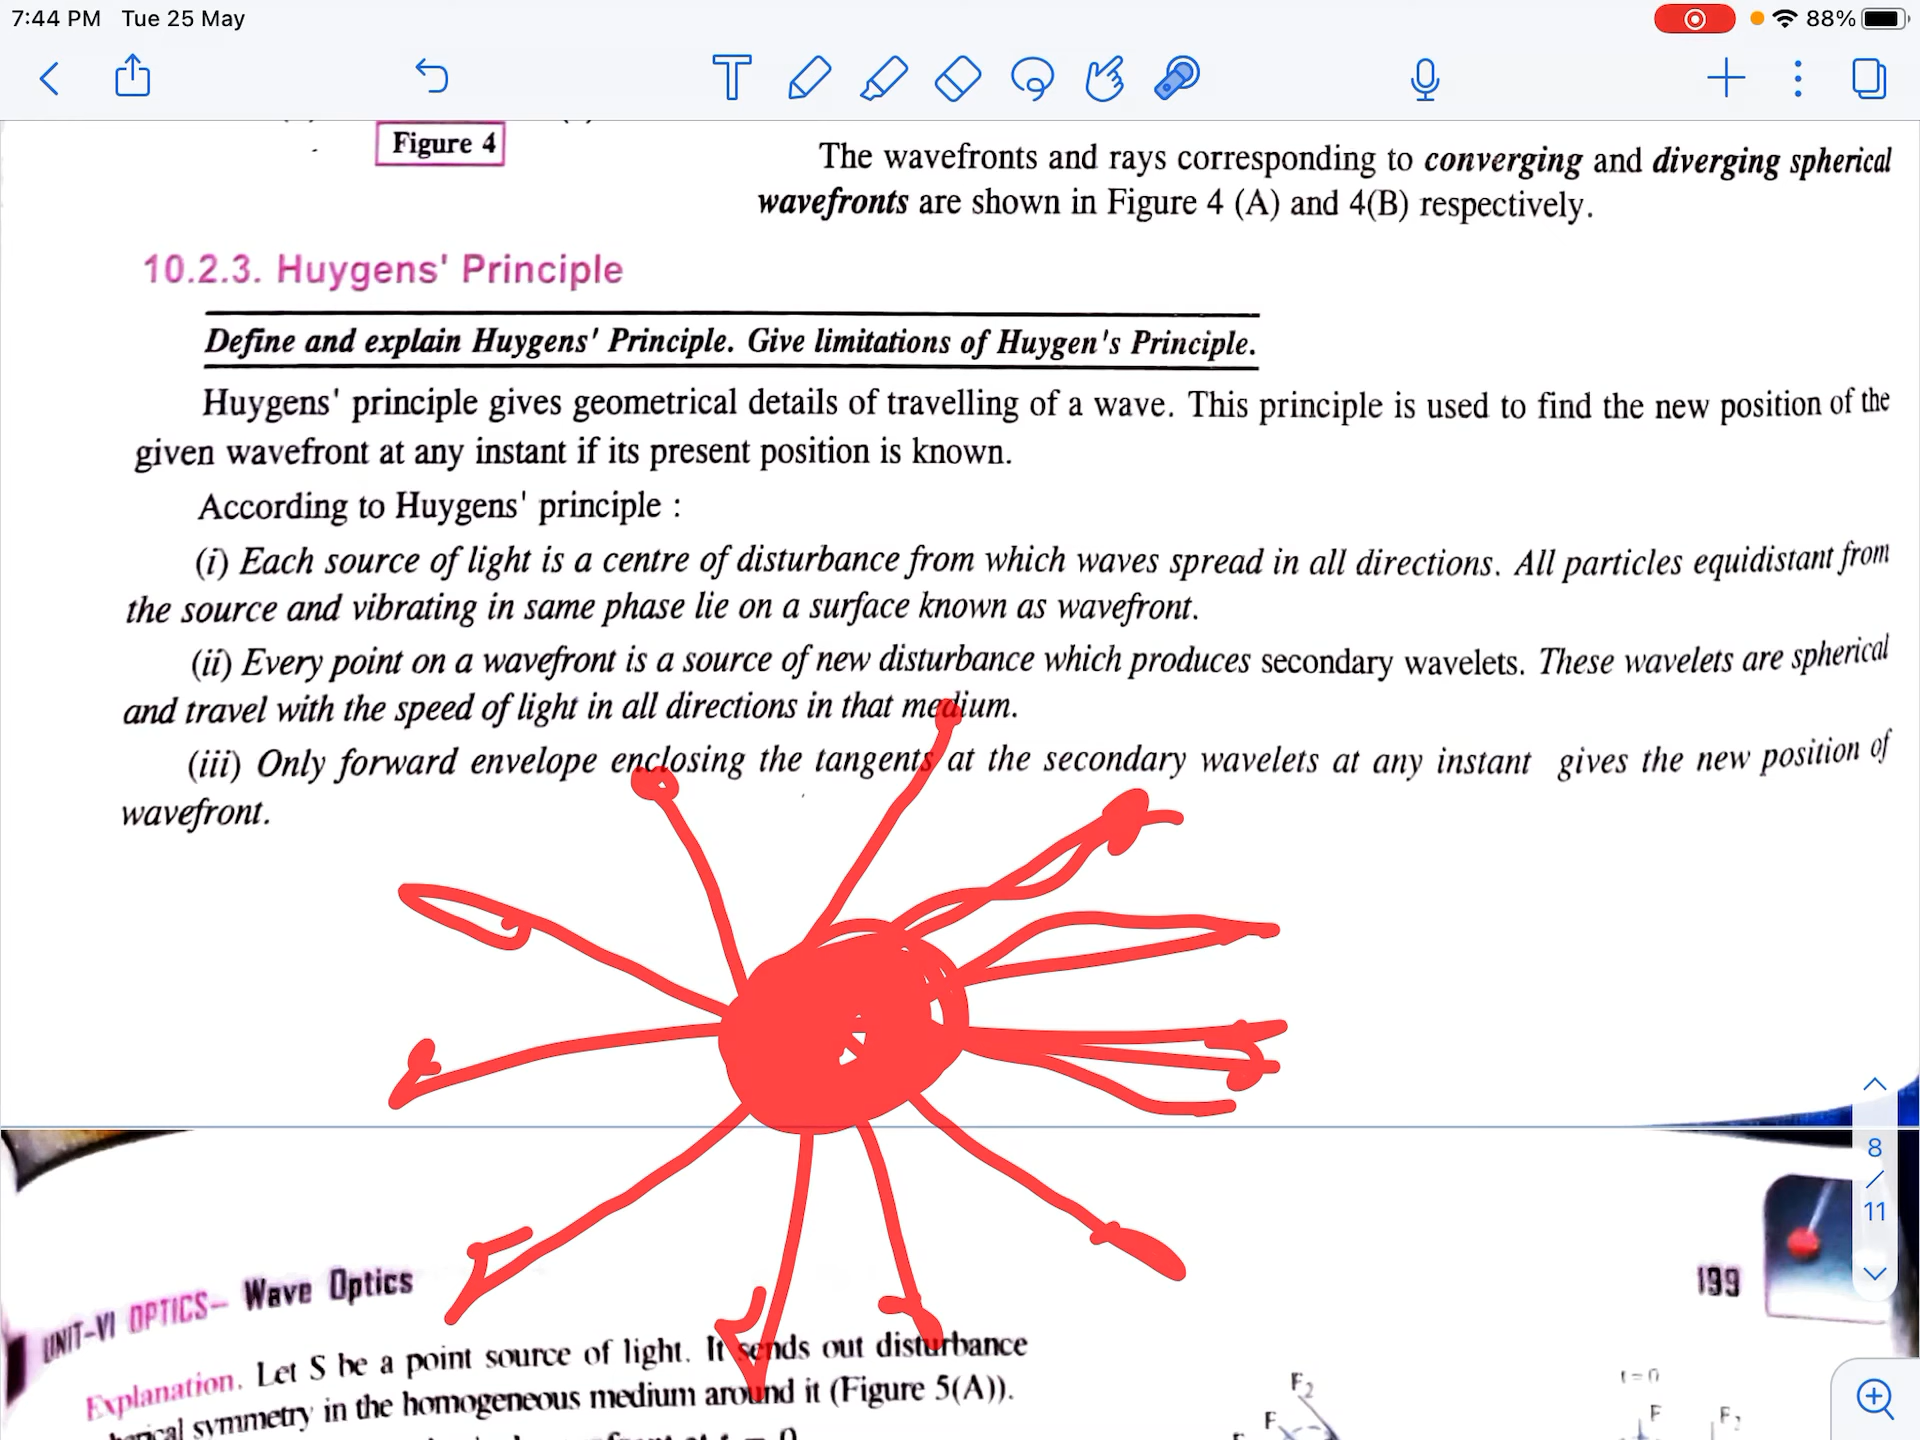 7:44 PM Tue 25 May
88%
Figure 4
The wavefronts and rays corresponding to converging and diverging spherical
wavefronts are shown in Figure 4 (A) and 4(B) respectively.
10.2.3. Huygens' Principle
Define and explain Huygens' Principle. Give limitations of Huygen's Principle.
Huygens' principle gives geometrical details of travelling of a wave. This principle is used to find the new position of the
given wavefront at any instant if its present position is known.
According to Huygens' principle :
(i) Each source of light is a centre of disturbance from which waves spread in all directions. All particles equidistant from
the source and vibrating in same phase lie on a surface known as wavefront.
(ii) Every point on a wavefront is a source of new disturbance which produces secondary wavelets. These wavelets are spherical
and travel with the speed of light in all directions in that medium.
(iii) Only forward envelope enclosing the tangents at the secondary wavelets at any instant gives the new position of
wavefront.
8
/
11
UNIT-VI OPTICS– Wave Optics
199
Explanation. Let S be a point source of light. It sends out disturbance
symmetry in the homogeneous medium around it (Figure 5(A)).
F2
t=0
F
F